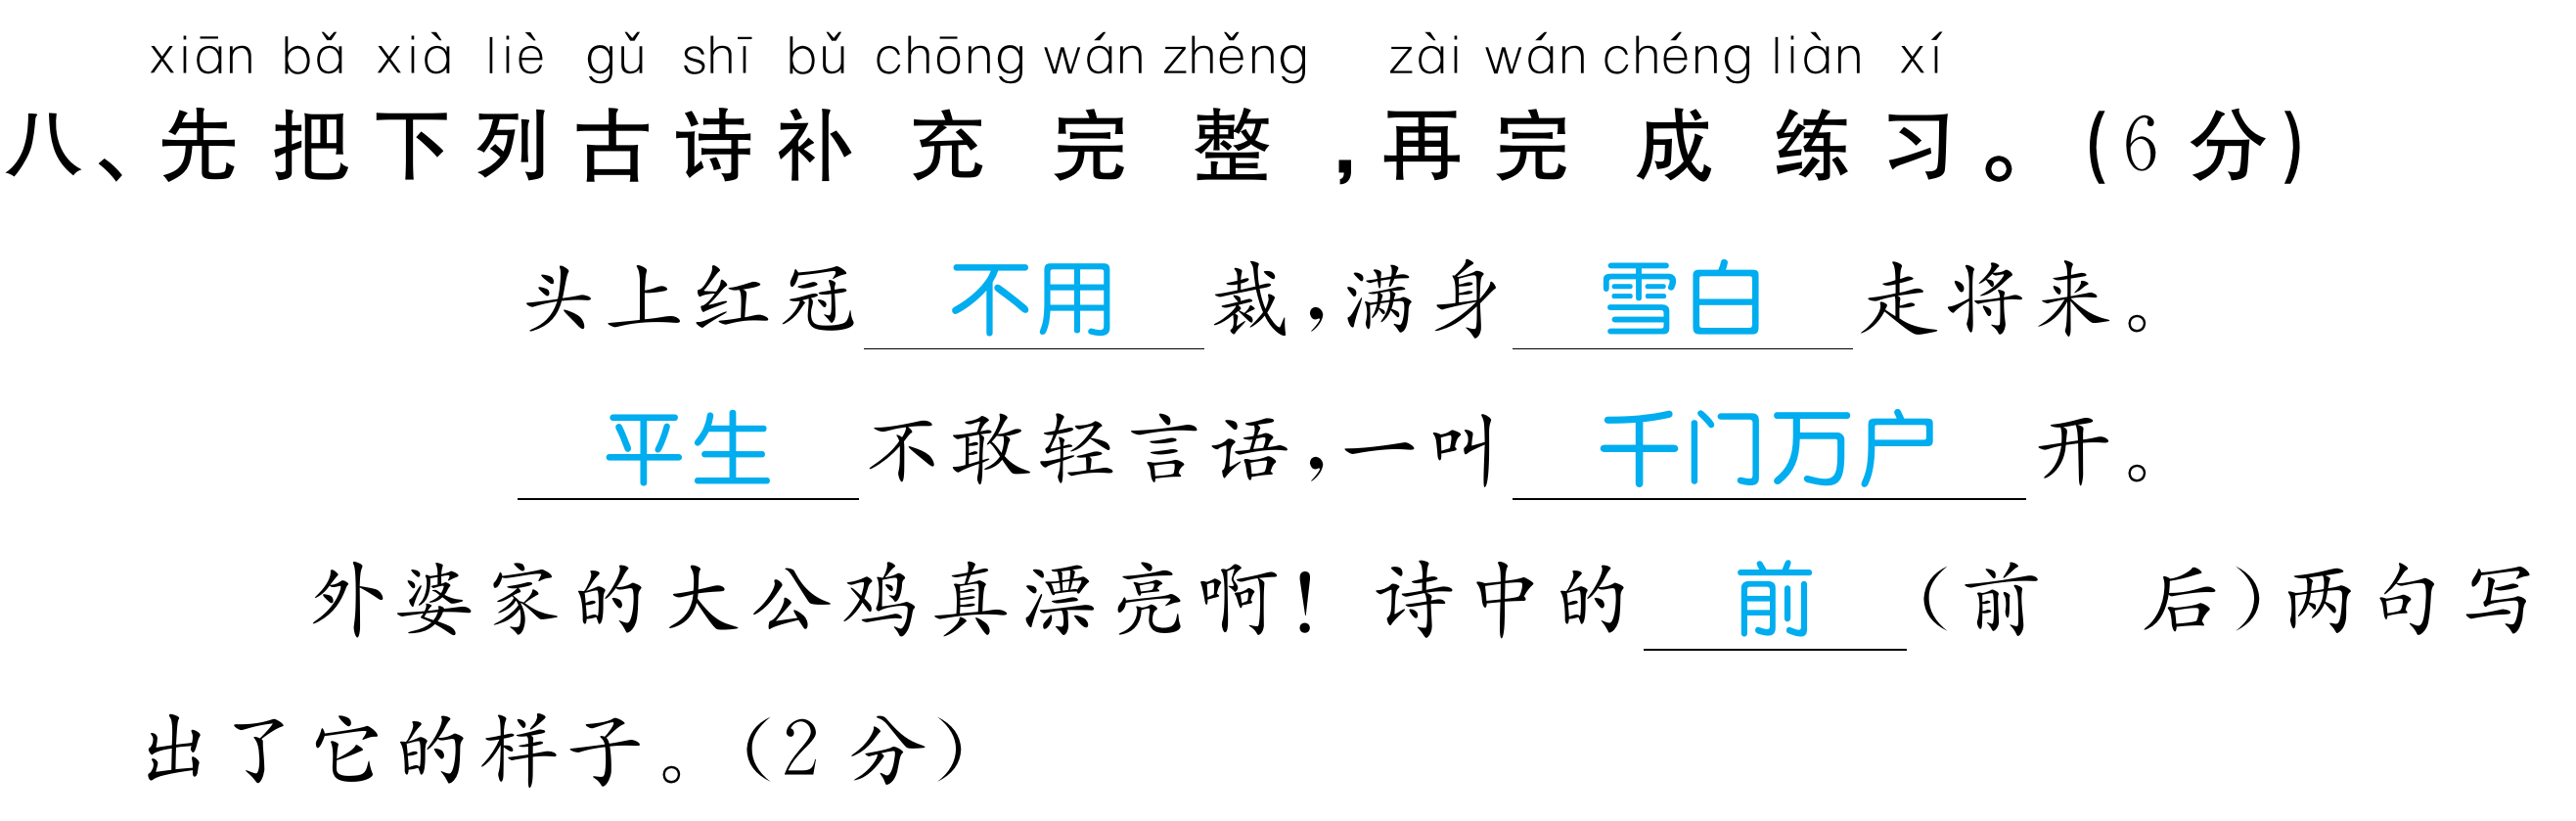 xiān bǎ xià liè gǔ shī bǔ chōng wán zhěng zài wán chéng liàn xí
八、先把下列古诗补充完整,再完成练习。(6分)
头上红冠不用裁,满身雪白走将来。
平生不敢轻言语,一叫千门万户开。
外婆家的大公鸡真漂亮啊!诗中的前(前 后)两句写
出了它的样子。(2分)